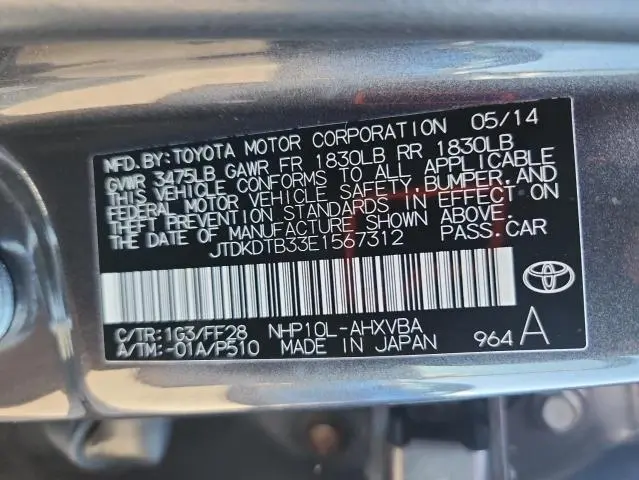 MFD. BY: TOYOTA MOTOR CORPORATION 05/14
GVWR 3475LB GAWR FR 1830LB RR 1830LB
THIS VEHICLE CONFORMS TO ALL APPLICABLE
FEDERAL MOTOR VEHICLE SAFETY, BUMPER, AND
THEFT PREVENTION STANDARDS IN EFFECT ON
THE DATE OF MANUFACTURE SHOWN ABOVE.
JTDKDTB33E1567312 PASS. CAR
C/TR: 1G3/FF28 NHP10L-AHXVBA
A/TM: -01A/P510 MADE IN JAPAN 964 A